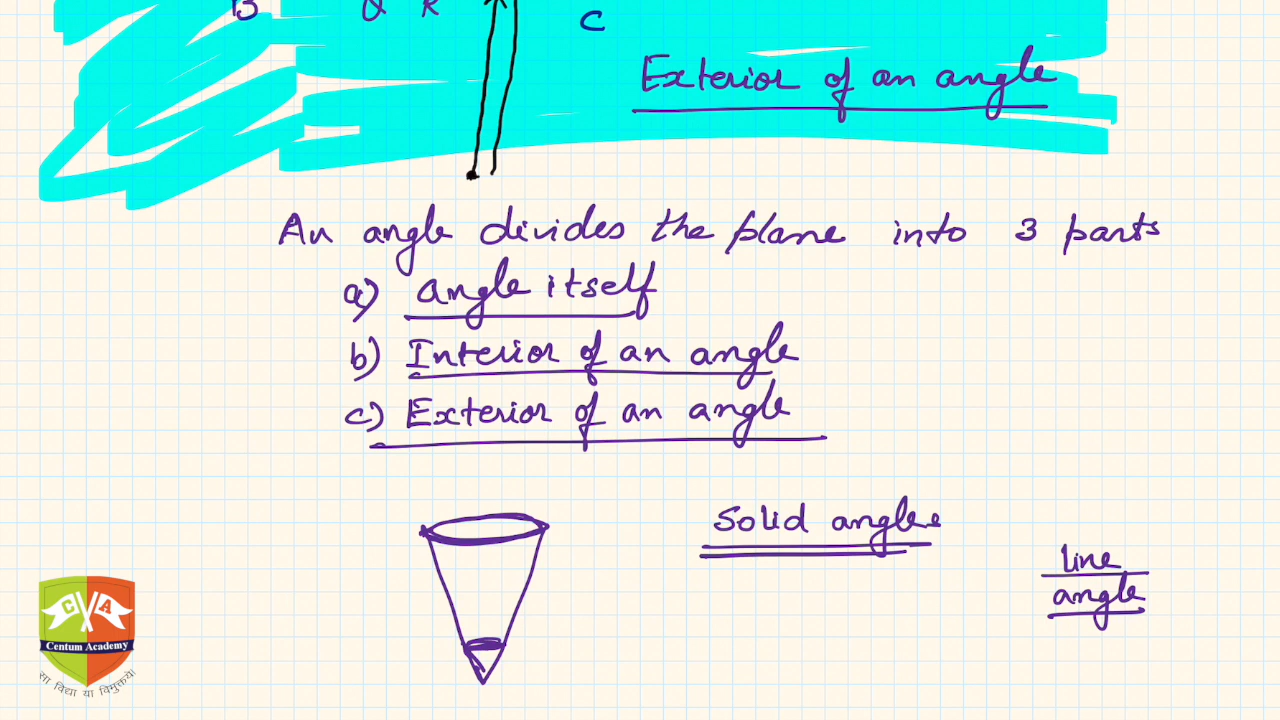 B Q R C
Exterior of an angle
An angle divides the plane into 3 parts
a) angle itself
b) Interior of an angle
c) Exterior of an angle
Solid angle
line
angle
C A
Centum Academy
सा विद्या या विमुक्तये।